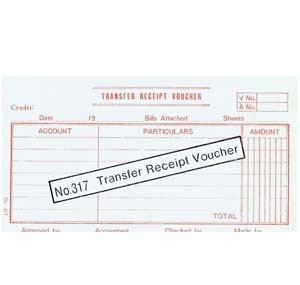 TRANSFER RECEIPT VOUCHER
V No.
A No.
Credit:
Date 19 Bills Attached Sheets
ACCOUNT PARTICULARS AMOUNT
No.317 Transfer Receipt Voucher
TOTAL
No. 317
Approved by Accountant Checked by Made by